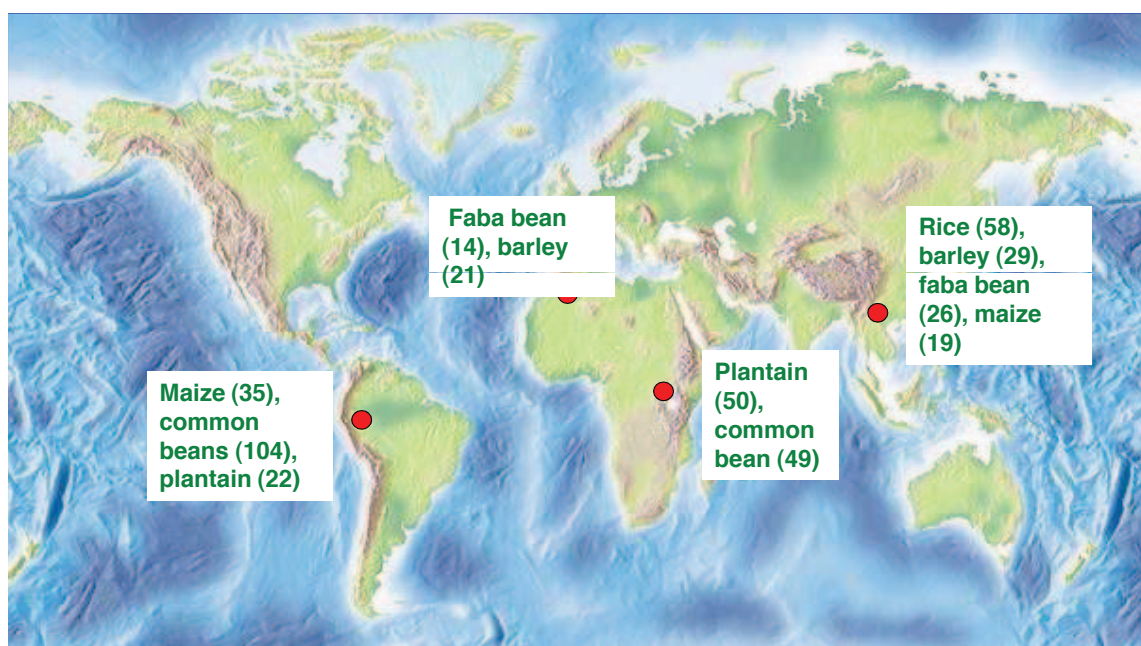 Faba bean
(14), barley
(21)
Rice (58),
barley (29),
faba bean
(26), maize
(19)
Plantain
(50),
common
bean (49)
Maize (35),
common
beans (104),
plantain (22)